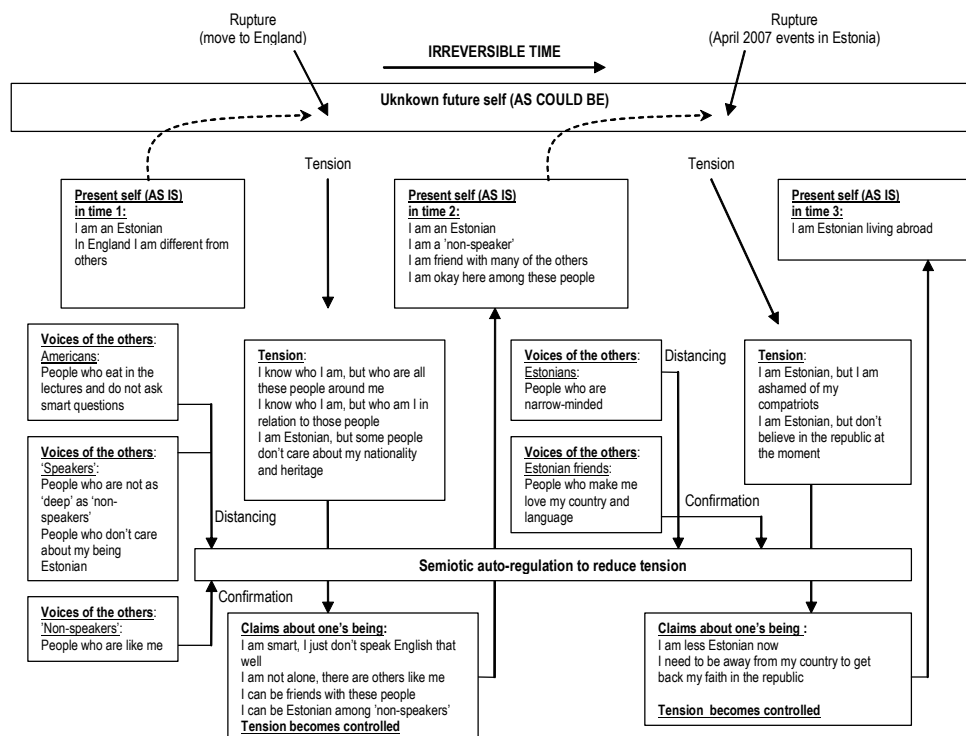 Rupture
(move to England)
Rupture
(April 2007 events in Estonia)
IRREVERSIBLE TIME
Uknkown future self (AS COULD BE)
Tension
Tension
Present self (AS IS)
in time 1:
I am an Estonian
In England I am different from
others
Present self (AS IS)
in time 2:
I am an Estonian
I am a 'non-speaker'
I am friend with many of the others
I am okay here among these people
Present self (AS IS)
in time 3:
I am Estonian living abroad
Voices of the others:
Americans:
People who eat in the
lectures and do not ask
smart questions
Voices of the others:
'Speakers':
People who are not as
'deep' as 'non-
speakers'
People who don't care
about my being
Estonian
Voices of the others:
'Non-speakers':
People who are like me
Distancing
Confirmation
Tension:
I know who I am, but who are all
these people around me
I know who I am, but who am I in
relation to those people
I am Estonian, but some people
don't care about my nationality
and heritage
Voices of the others:
Estonians:
People who are
narrow-minded
Voices of the others:
Estonian friends:
People who make me
love my country and
language
Distancing
Confirmation
Tension:
I am Estonian, but I am
ashamed of my
compatriots
I am Estonian, but don't
believe in the republic at
the moment
Semiotic auto-regulation to reduce tension
Claims about one's being:
I am smart, I just don't speak English that
well
I am not alone, there are others like me
I can be friends with these people
I can be Estonian among 'non-speakers'
Tension becomes controlled
Claims about one's being :
I am less Estonian now
I need to be away from my country to get
back my faith in the republic
Tension becomes controlled